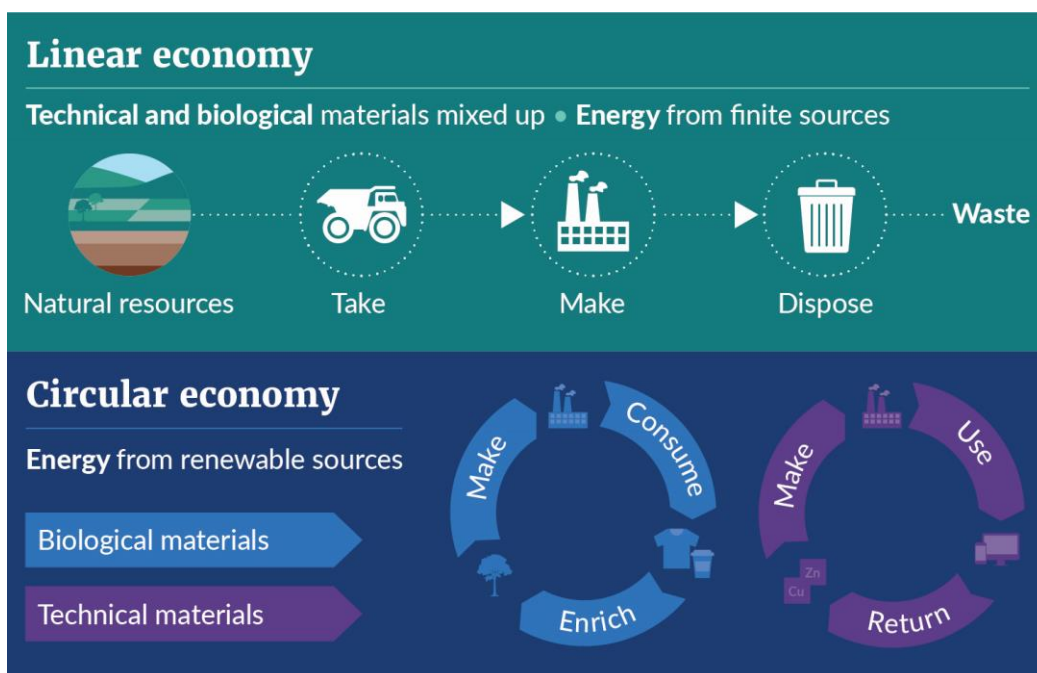 Linear economy
Technical and biological materials mixed up • Energy from finite sources
Waste
Natural resources
Take
Make
Dispose
Circular economy
Energy from renewable sources
Biological materials
Technical materials
Make
Consume
Enrich
Make
Use
Return
Zn
Cu